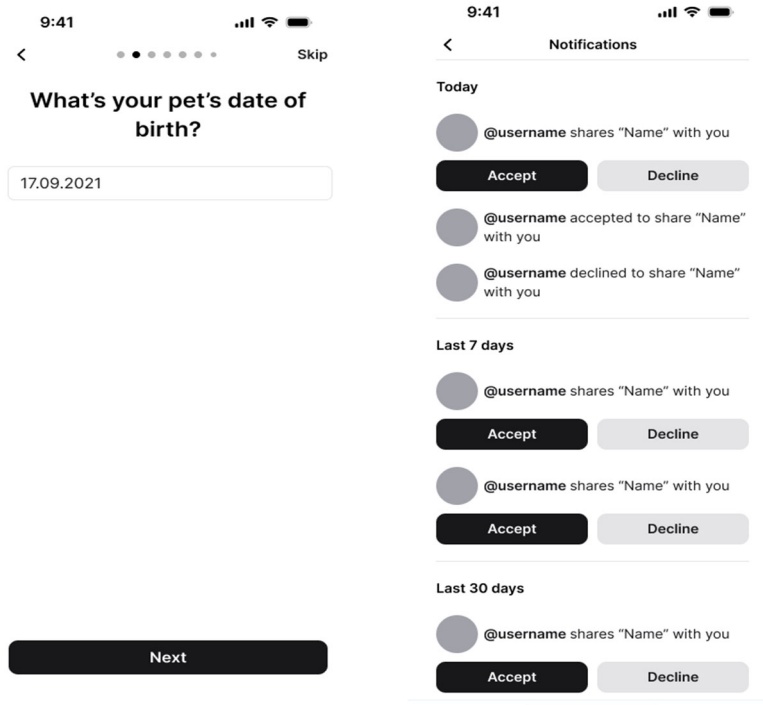 9:41
Skip
What’s your pet’s date of
birth?
17.09.2021
Next
9:41
Notifications
Today
@username shares “Name” with you
Accept
Decline
@username accepted to share “Name”
with you
@username declined to share “Name”
with you
Last 7 days
@username shares “Name” with you
Accept
Decline
@username shares “Name” with you
Accept
Decline
Last 30 days
@username shares “Name” with you
Accept
Decline